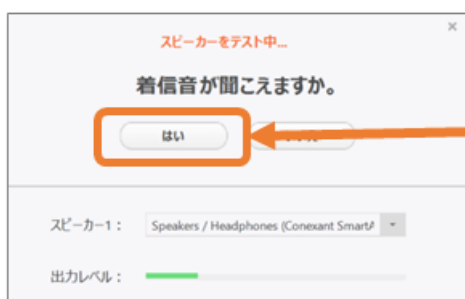 スピーカーをテスト中...
着信音が聞こえますか。
はい
スピーカー1： Speakers / Headphones (Conexant SmartA
出力レベル：